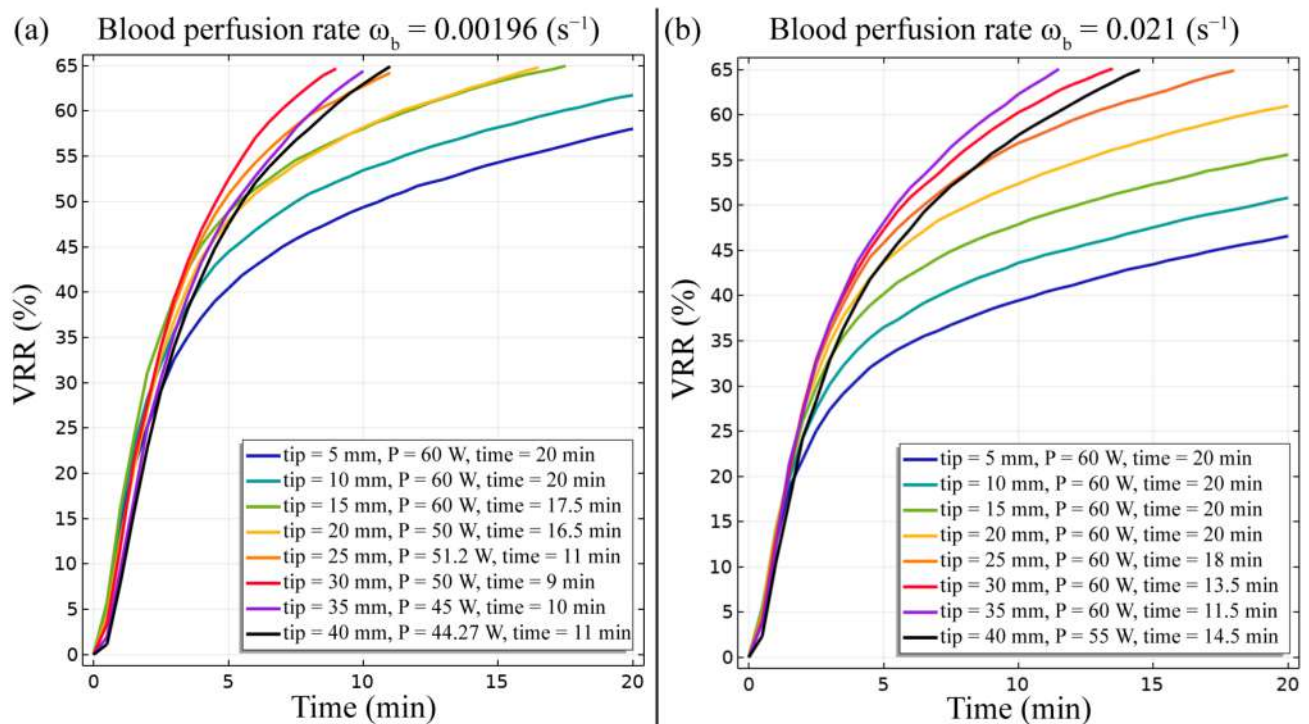 (a) Blood perfusion rate ω_b = 0.00196 (s⁻¹)
VRR (%)
65
60
55
50
45
40
35
30
25
20
15
10
5
0
tip = 5 mm, P = 60 W, time = 20 min
tip = 10 mm, P = 60 W, time = 20 min
tip = 15 mm, P = 60 W, time = 17.5 min
tip = 20 mm, P = 50 W, time = 16.5 min
tip = 25 mm, P = 51.2 W, time = 11 min
tip = 30 mm, P = 50 W, time = 9 min
tip = 35 mm, P = 45 W, time = 10 min
tip = 40 mm, P = 44.27 W, time = 11 min
0 5 10 15 20
Time (min)
(b) Blood perfusion rate ω_b = 0.021 (s⁻¹)
VRR (%)
65
60
55
50
45
40
35
30
25
20
15
10
5
0
tip = 5 mm, P = 60 W, time = 20 min
tip = 10 mm, P = 60 W, time = 20 min
tip = 15 mm, P = 60 W, time = 20 min
tip = 20 mm, P = 60 W, time = 20 min
tip = 25 mm, P = 60 W, time = 18 min
tip = 30 mm, P = 60 W, time = 13.5 min
tip = 35 mm, P = 60 W, time = 11.5 min
tip = 40 mm, P = 55 W, time = 14.5 min
0 5 10 15 20
Time (min)